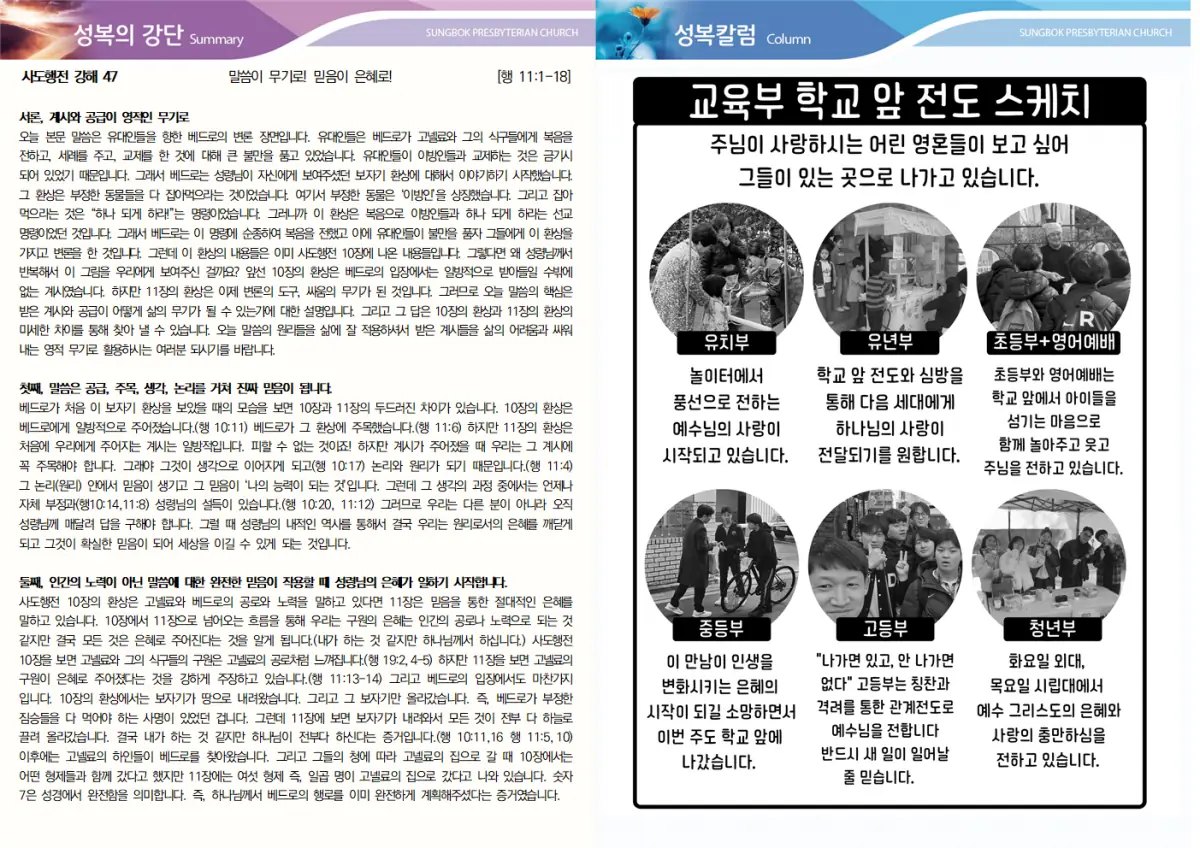 성복의 강단 Summary
SUNGBOK PRESBYTERIAN CHURCH
사도행전 강해 47 말씀이 무기로! 믿음이 은혜로! [행 11:1-18]
서론, 계시와 공급이 영적인 무기로
오늘 본문 말씀은 유대인들을 향한 베드로의 변론 장면입니다. 유대인들은 베드로가 고넬료와 그의 식구들에게 복음을
전하고, 세례를 주고, 교제를 한 것에 대해 큰 불만을 품고 있었습니다. 유대인들이 이방인들과 교제하는 것은 금기시
되어 있었기 때문입니다. 그래서 베드로는 성령님이 자신에게 보여주셨던 보자기 환상에 대해서 이야기하기 시작했습니다.
그 환상은 부정한 동물들을 다 잡아먹으라는 것이었습니다. 여기서 부정한 동물은 '이방인'을 상징했습니다. 그리고 잡아
먹으라는 것은 "하나 되게 하라!"는 명령이었습니다. 그러니까 이 환상은 복음으로 이방인들과 하나 되게 하라는 선교
명령이었던 것입니다. 그래서 베드로는 이 명령에 순종하여 복음을 전했고 이에 유대인들이 불만을 품자 그들에게 이 환상을
가지고 변론을 한 것입니다. 그런데 이 환상의 내용들은 이미 사도행전 10장에 나온 내용들입니다. 그렇다면 왜 성령님께서
반복해서 이 그림을 우리에게 보여주신 걸까요? 앞선 10장의 환상은 베드로의 입장에서는 일방적으로 받아들일 수밖에
없는 계시였습니다. 하지만 11장의 환상은 이제 변론의 도구, 싸움의 무기가 된 것입니다. 그러므로 오늘 말씀의 핵심은
받은 계시와 공급이 어떻게 삶의 무기가 될 수 있는가에 대한 설명입니다. 그리고 그 답은 10장의 환상과 11장의 환상의
미세한 차이를 통해 찾아 낼 수 있습니다. 오늘 말씀의 원리들을 삶에 잘 적용하셔서 받은 계시들을 삶의 어려움과 싸워
내는 영적 무기로 활용하시는 여러분 되시기를 바랍니다.
첫째, 말씀은 공급, 주목, 생각, 논리를 거쳐 진짜 믿음이 됩니다.
베드로가 처음 이 보자기 환상을 보았을 때의 모습을 보면 10장과 11장의 두드러진 차이가 있습니다. 10장의 환상은
베드로에게 일방적으로 주어졌습니다.(행 10:11) 베드로가 그 환상에 주목했습니다.(행 11:6) 하지만 11장의 환상은
처음에 우리에게 주어지는 계시는 일방적입니다. 피할 수 없는 것이죠! 하지만 계시가 주어졌을 때 우리는 그 계시에
꼭 주목해야 합니다. 그래야 그것이 생각으로 이어지게 되고(행 10:17) 논리와 원리가 되기 때문입니다.(행 11:4)
그 논리(원리) 안에서 믿음이 생기고 그 믿음이 '나의 능력이 되는 것'입니다. 그런데 그 생각의 과정 중에서는 언제나
자체 부정과(행10:14,11:8) 성령님의 설득이 있습니다.(행 10:20, 11:12) 그러므로 우리는 다른 분이 아니라 오직
성령님께 매달려 답을 구해야 합니다. 그럴 때 성령님의 내적인 역사를 통해서 결국 우리는 원리로서의 은혜를 깨닫게
되고 그것이 확실한 믿음이 되어 세상을 이길 수 있게 되는 것입니다.
둘째, 인간의 노력이 아닌 말씀에 대한 완전한 믿음이 작용할 때 성령님의 은혜가 일하기 시작합니다.
사도행전 10장의 환상은 고넬료와 베드로의 공로와 노력을 말하고 있다면 11장은 믿음을 통한 절대적인 은혜를
말하고 있습니다. 10장에서 11장으로 넘어오는 흐름을 통해 우리는 구원의 은혜는 인간의 공로나 노력으로 되는 것
같지만 결국 모든 것은 은혜로 주어진다는 것을 알게 됩니다.(내가 하는 것 같지만 하나님께서 하십니다.) 사도행전
10장을 보면 고넬료와 그의 식구들의 구원은 고넬료의 공로처럼 느껴집니다.(행 19:2, 4-5) 하지만 11장을 보면 고넬료의
구원이 은혜로 주어졌다는 것을 강하게 주장하고 있습니다.(행 11:13-14) 그리고 베드로의 입장에서도 마찬가지
입니다. 10장의 환상에서는 보자기가 땅으로 내려왔습니다. 그리고 그 보자기만 올라갔습니다. 즉, 베드로가 부정한
짐승들을 다 먹어야 하는 사명이 있었던 겁니다. 그런데 11장에 보면 보자기가 내려와서 모든 것이 전부 다 하늘로
끌려 올라갔습니다. 결국 내가 하는 것 같지만 하나님이 전부다 하신다는 증거입니다.(행 10:11,16 행 11:5,10)
이후에는 고넬료의 하인들이 베드로를 찾아왔습니다. 그리고 그들의 청에 따라 고넬료의 집으로 갈 때 10장에서는
어떤 형제들과 함께 갔다고 했지만 11장에는 여섯 형제 즉, 일곱 명이 고넬료의 집으로 갔다고 나와 있습니다. 숫자
7은 성경에서 완전함을 의미합니다. 즉, 하나님께서 베드로의 행로를 이미 완전하게 계획해주셨다는 증거였습니다.
성복칼럼 Column
SUNGBOK PRESBYTERIAN CHURCH
교육부 학교 앞 전도 스케치
주님이 사랑하시는 어린 영혼들이 보고 싶어
그들이 있는 곳으로 나가고 있습니다.
유치부
놀이터에서
풍선으로 전하는
예수님의 사랑이
시작되고 있습니다.
유년부
학교 앞 전도와 심방을
통해 다음 세대에게
하나님의 사랑이
전달되기를 원합니다.
초등부+영어예배
초등부와 영어예배는
학교 앞에서 아이들을
섬기는 마음으로
함께 놀아주고 웃고
주님을 전하고 있습니다.
중등부
이 만남이 인생을
변화시키는 은혜의
시작이 되길 소망하면서
이번 주도 학교 앞에
나갔습니다.
고등부
"나가면 있고, 안 나가면
없다" 고등부는 칭찬과
격려를 통한 관계전도로
예수님을 전합니다
반드시 새 일이 일어날
줄 믿습니다.
청년부
화요일 외대,
목요일 시립대에서
예수 그리스도의 은혜와
사랑의 충만하심을
전하고 있습니다.